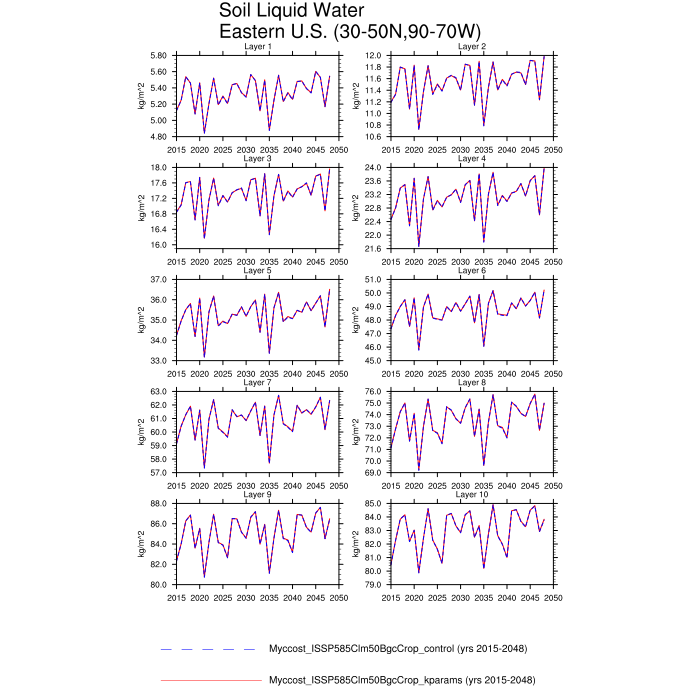 Soil Liquid Water
Eastern U.S. (30-50N,90-70W)
Layer 1
kg/m^2
5.80
5.60
5.40
5.20
5.00
4.80
2015 2020 2025 2030 2035 2040 2045 2050
Layer 2
kg/m^2
12.0
11.8
11.6
11.4
11.2
11.0
10.8
10.6
2015 2020 2025 2030 2035 2040 2045 2050
Layer 3
kg/m^2
18.0
17.6
17.2
16.8
16.4
16.0
2015 2020 2025 2030 2035 2040 2045 2050
Layer 4
kg/m^2
24.0
23.6
23.2
22.8
22.4
22.0
21.6
2015 2020 2025 2030 2035 2040 2045 2050
Layer 5
kg/m^2
37.0
36.0
35.0
34.0
33.0
2015 2020 2025 2030 2035 2040 2045 2050
Layer 6
kg/m^2
51.0
50.0
49.0
48.0
47.0
46.0
45.0
2015 2020 2025 2030 2035 2040 2045 2050
Layer 7
kg/m^2
63.0
62.0
61.0
60.0
59.0
58.0
57.0
2015 2020 2025 2030 2035 2040 2045 2050
Layer 8
kg/m^2
76.0
75.0
74.0
73.0
72.0
71.0
70.0
69.0
2015 2020 2025 2030 2035 2040 2045 2050
Layer 9
kg/m^2
88.0
86.0
84.0
82.0
80.0
2015 2020 2025 2030 2035 2040 2045 2050
Layer 10
kg/m^2
85.0
84.0
83.0
82.0
81.0
80.0
79.0
2015 2020 2025 2030 2035 2040 2045 2050
Myccost_ISSP585Clm50BgcCrop_control (yrs 2015-2048)
Myccost_ISSP585Clm50BgcCrop_kparams (yrs 2015-2048)